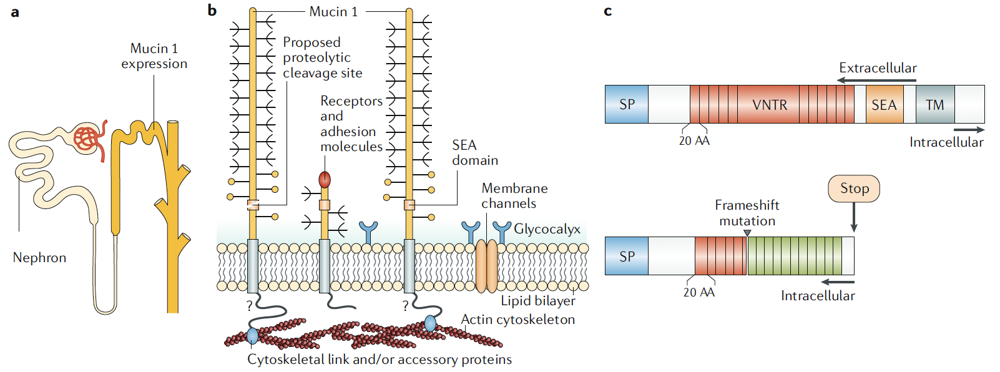 a
Mucin 1
expression
Nephron
b
Mucin 1
Proposed
proteolytic
cleavage site
Receptors
and
adhesion
molecules
SEA
domain
Membrane
channels
Glycocalyx
Lipid bilayer
?
?
Actin cytoskeleton
Cytoskeletal link and/or accessory proteins
c
Extracellular
SP
VNTR
SEA
TM
20 AA
Intracellular
Stop
Frameshift
mutation
SP
20 AA
Intracellular